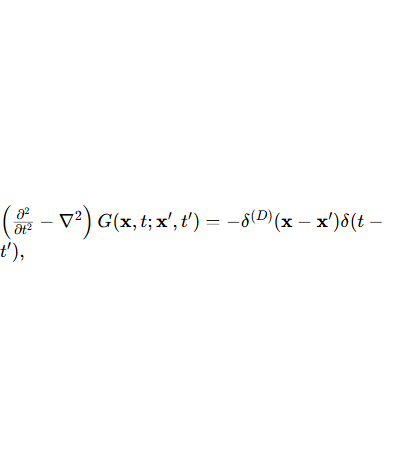 \left(\frac{\partial^2}{\partial t^2} - \nabla^2\right) G(\mathbf{x}, t; \mathbf{x}', t') = -\delta^{(D)}(\mathbf{x} - \mathbf{x}')\delta(t -
t'),